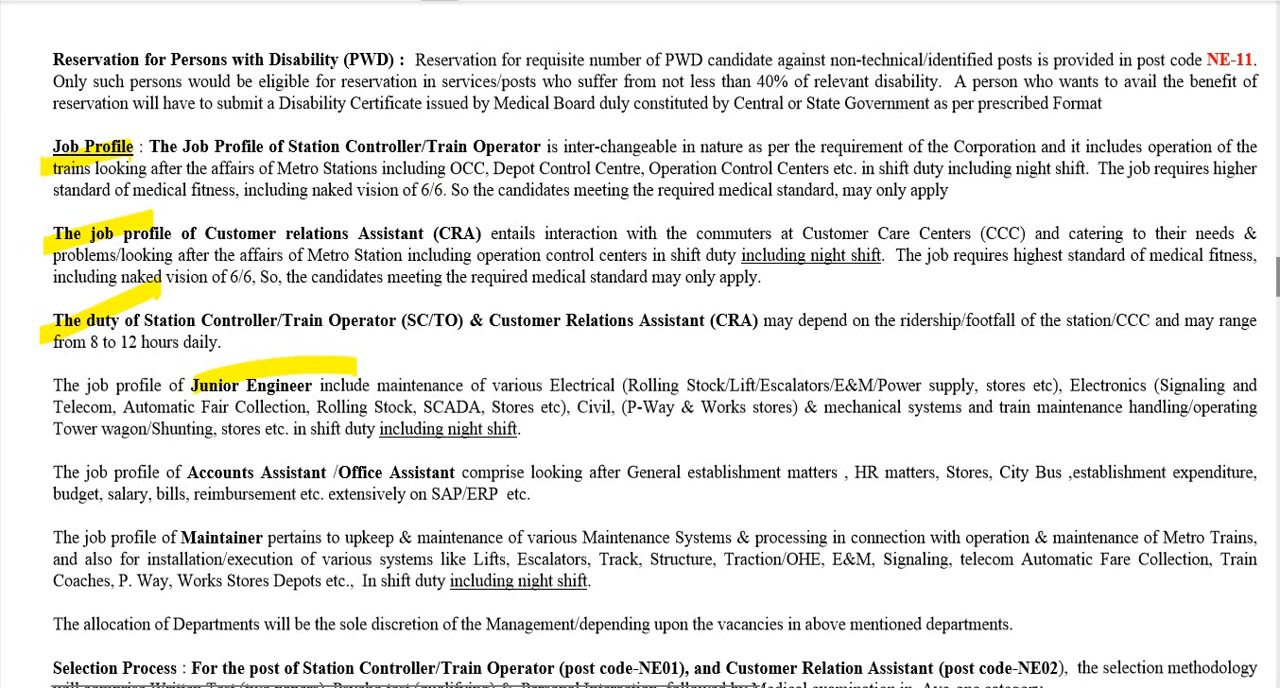 Reservation for Persons with Disability (PWD) : Reservation for requisite number of PWD candidate against non-technical/identified posts is provided in post code NE-11.
Only such persons would be eligible for reservation in services/posts who suffer from not less than 40% of relevant disability. A person who wants to avail the benefit of
reservation will have to submit a Disability Certificate issued by Medical Board duly constituted by Central or State Government as per prescribed Format
Job Profile : The Job Profile of Station Controller/Train Operator is inter-changeable in nature as per the requirement of the Corporation and it includes operation of the
trains looking after the affairs of Metro Stations including OCC, Depot Control Centre, Operation Control Centers etc. in shift duty including night shift. The job requires higher
standard of medical fitness, including naked vision of 6/6. So the candidates meeting the required medical standard, may only apply
The job profile of Customer relations Assistant (CRA) entails interaction with the commuters at Customer Care Centers (CCC) and catering to their needs &
problems/looking after the affairs of Metro Station including operation control centers in shift duty including night shift. The job requires highest standard of medical fitness,
including naked vision of 6/6, So, the candidates meeting the required medical standard may only apply.
The duty of Station Controller/Train Operator (SC/TO) & Customer Relations Assistant (CRA) may depend on the ridership/footfall of the station/CCC and may range
from 8 to 12 hours daily.
The job profile of Junior Engineer include maintenance of various Electrical (Rolling Stock/Lift/Escalators/E&M/Power supply, stores etc), Electronics (Signaling and
Telecom, Automatic Fair Collection, Rolling Stock, SCADA, Stores etc), Civil, (P-Way & Works stores) & mechanical systems and train maintenance handling/operating
Tower wagon/Shunting, stores etc. in shift duty including night shift.
The job profile of Accounts Assistant /Office Assistant comprise looking after General establishment matters , HR matters, Stores, City Bus ,establishment expenditure,
budget, salary, bills, reimbursement etc. extensively on SAP/ERP etc.
The job profile of Maintainer pertains to upkeep & maintenance of various Maintenance Systems & processing in connection with operation & maintenance of Metro Trains,
and also for installation/execution of various systems like Lifts, Escalators, Track, Structure, Traction/OHE, E&M, Signaling, telecom Automatic Fare Collection, Train
Coaches, P. Way, Works Stores Depots etc., In shift duty including night shift.
The allocation of Departments will be the sole discretion of the Management/depending upon the vacancies in above mentioned departments.
Selection Process : For the post of Station Controller/Train Operator (post code-NE01), and Customer Relation Assistant (post code-NE02), the selection methodology